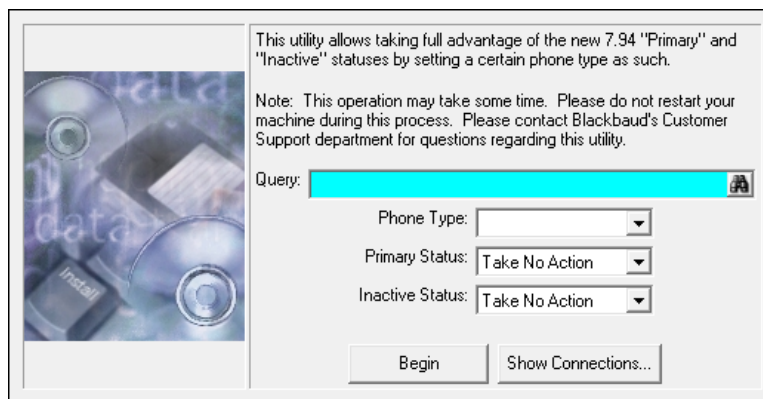 This utility allows taking full advantage of the new 7.94 "Primary" and
"Inactive" statuses by setting a certain phone type as such.
Note: This operation may take some time. Please do not restart your
machine during this process. Please contact Blackbaud's Customer
Support department for questions regarding this utility.
Query:
Phone Type:
Primary Status: Take No Action
Inactive Status: Take No Action
Begin Show Connections...
data
data
Install